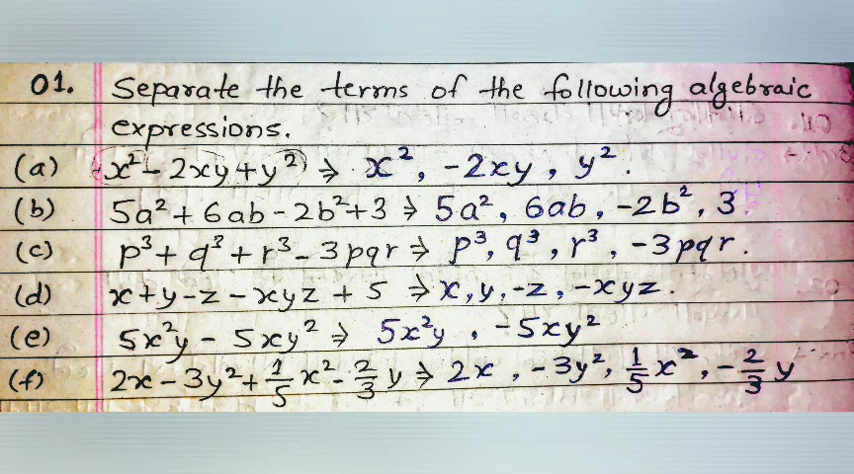 01. Separate the terms of the following algebraic
expressions.
(a) x² - 2xy + y² ⇒ x², -2xy, y².
(b) 5a² + 6ab - 2b² + 3 ⇒ 5a², 6ab, -2b², 3.
(c) p³ + q³ + r³ - 3pqr ⇒ p³, q³, r³, -3pqr.
(d) x + y - z - xyz + 5 ⇒ x, y, -z, -xyz.
(e) 5x²y - 5xy² ⇒ 5x²y, -5xy²
(f) 2x - 3y² + 1/5 x² - 2/3 y ⇒ 2x, -3y², 1/5 x², -2/3 y